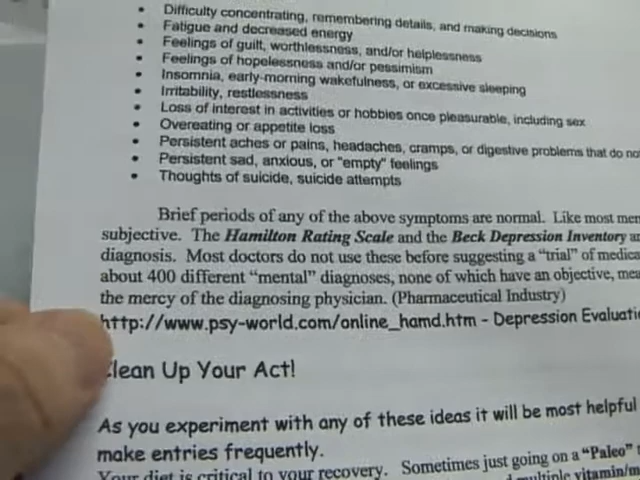 • Difficulty concentrating, remembering details, and making decisions
• Fatigue and decreased energy
• Feelings of guilt, worthlessness, and/or helplessness
• Feelings of hopelessness and/or pessimism
• Insomnia, early-morning wakefulness, or excessive sleeping
• Irritability, restlessness
• Loss of interest in activities or hobbies once pleasurable, including sex
• Overeating or appetite loss
• Persistent aches or pains, headaches, cramps, or digestive problems that do
• Persistent sad, anxious, or "empty" feelings
• Thoughts of suicide, suicide attempts
Brief periods of any of the above symptoms are normal. Like most
subjective. The Hamilton Rating Scale and the Beck Depression Inventory
diagnosis. Most doctors do not use these before suggesting a "trial" of
about 400 different "mental" diagnoses, none of which have an objective,
the mercy of the diagnosing physician. (Pharmaceutical Industry)
http://www.psy-world.com/online_hamd.htm - Depression
Clean Up Your Act!
As you experiment with any of these ideas it will be most helpful
make entries frequently.
Your diet is critical to your recovery. Sometimes just going on a "Paleo"
multiple